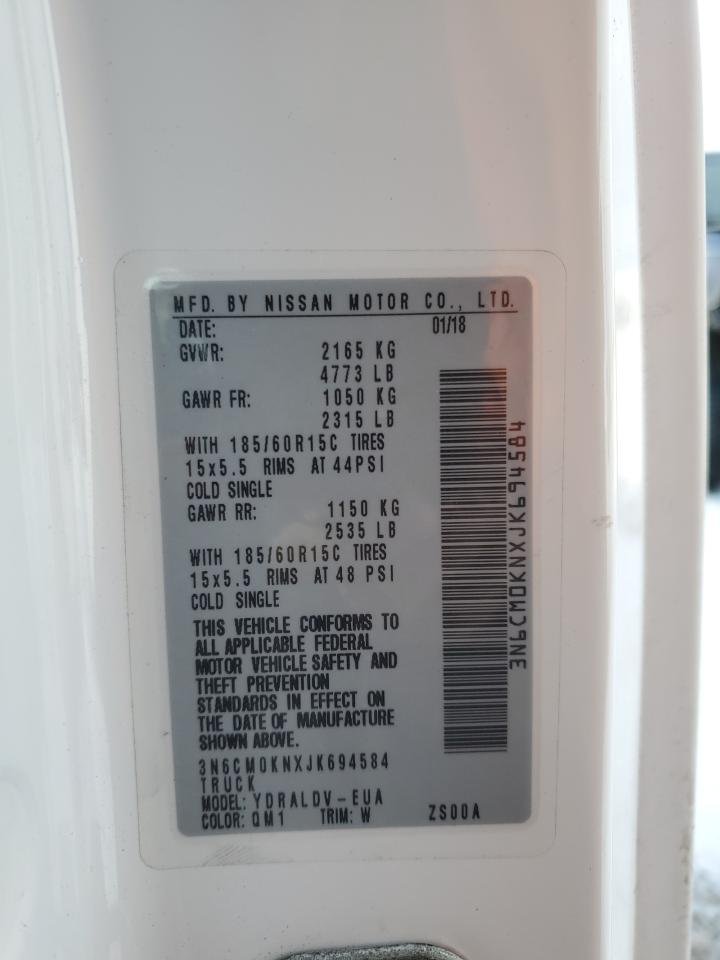 MFD. BY NISSAN MOTOR CO., LTD.
DATE: 01/18
GVWR: 2165 KG
4773 LB
GAWR FR: 1050 KG
2315 LB
WITH 185/60R15C TIRES
15x5.5 RIMS AT 44PSI
COLD SINGLE
GAWR RR: 1150 KG
2535 LB
WITH 185/60R15C TIRES
15x5.5 RIMS AT 48 PSI
COLD SINGLE
THIS VEHICLE CONFORMS TO
ALL APPLICABLE FEDERAL
MOTOR VEHICLE SAFETY AND
THEFT PREVENTION
STANDARDS IN EFFECT ON
THE DATE OF MANUFACTURE
SHOWN ABOVE.
3N6CM0KNXJK694584
TRUCK
MODEL: YDRALDV-EUA
COLOR: QM1 TRIM: W ZS00A
3N6CM0KNXJK694584